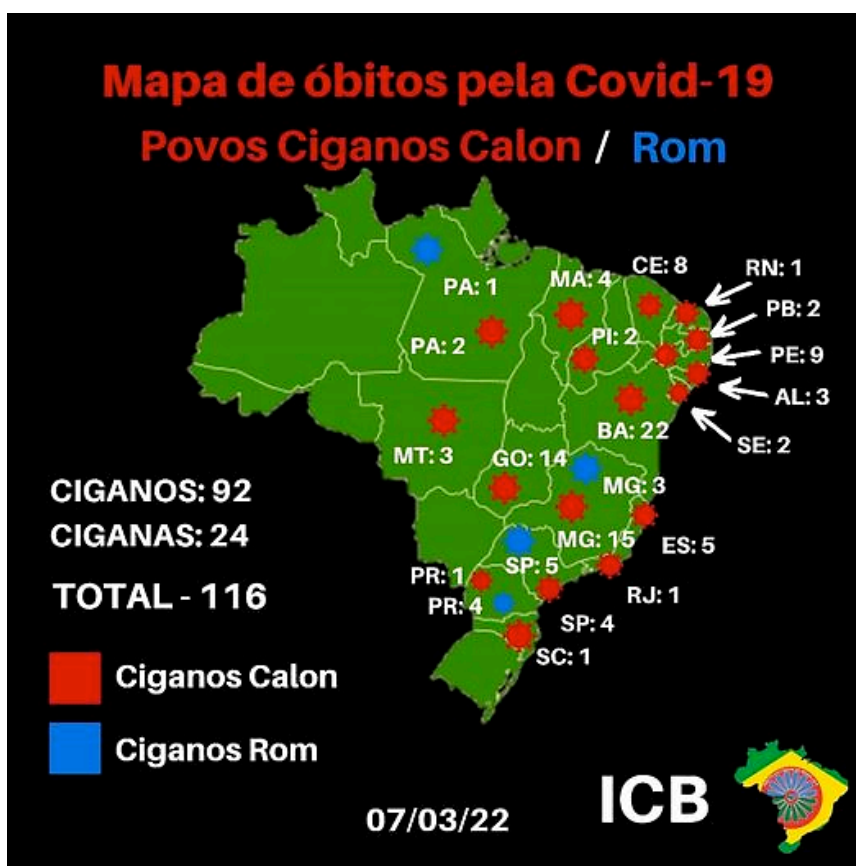 Mapa de óbitos pela Covid-19
Povos Ciganos Calon / Rom
CE: 8
RN: 1
PA: 1
MA: 4
PB: 2
PA: 2
PI: 2
PE: 9
AL: 3
BA: 22
SE: 2
MT: 3
GO: 14
MG: 3
CIGANOS: 92
CIGANAS: 24
MG: 15
ES: 5
TOTAL - 116
PR: 1
SP: 5
RJ: 1
PR: 4
SP: 4
SC: 1
Ciganos Calon
Ciganos Rom
ICB
07/03/22